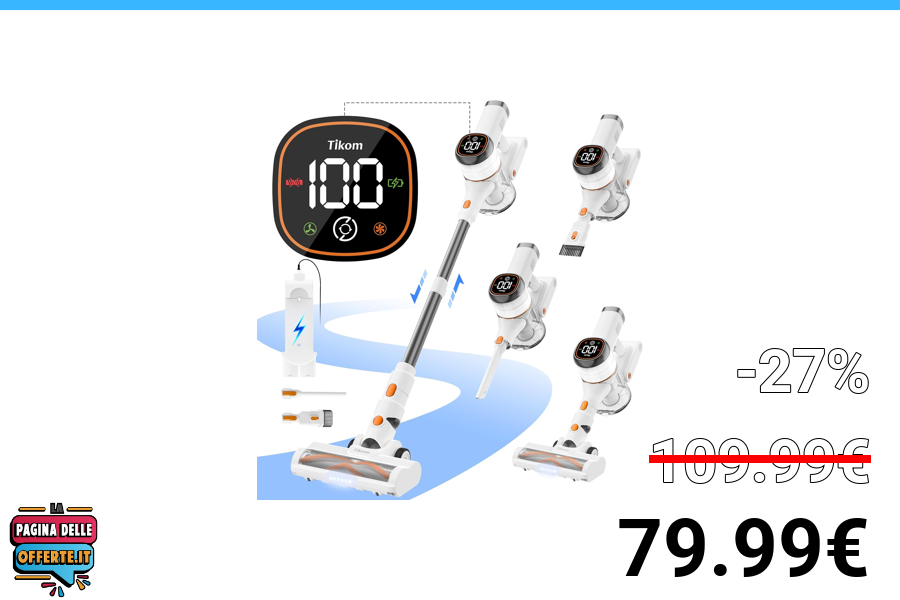 Tikom
100
-27%
109.99€
79.99€
LA
PAGINA DELLE
OFFERTE.IT